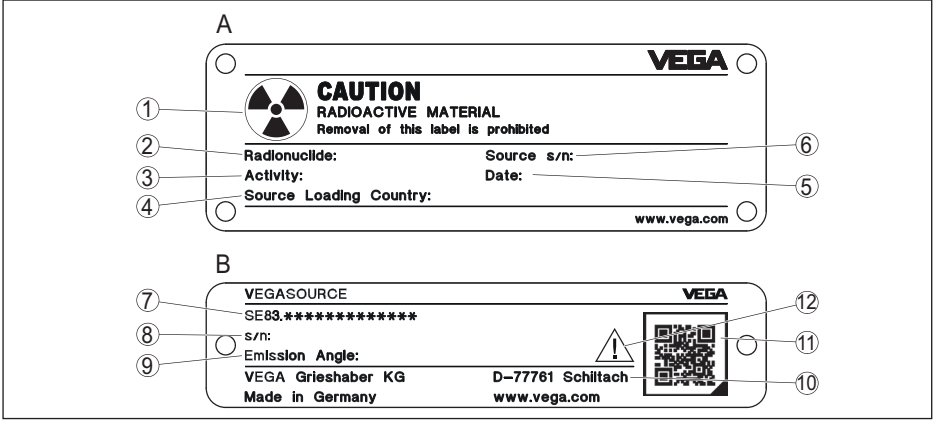 A
VEGA
CAUTION
RADIOACTIVE MATERIAL
Removal of this label is prohibited
1
2 Radionuclide: Source s/n: 6
3 Activity: Date: 5
4 Source Loading Country:
www.vega.com
B
VEGASOURCE VEGA
7 SE83.*************
12
8 s/n:
11
9 Emission Angle:
VEGA Grieshaber KG D-77761 Schiltach 10
Made in Germany www.vega.com